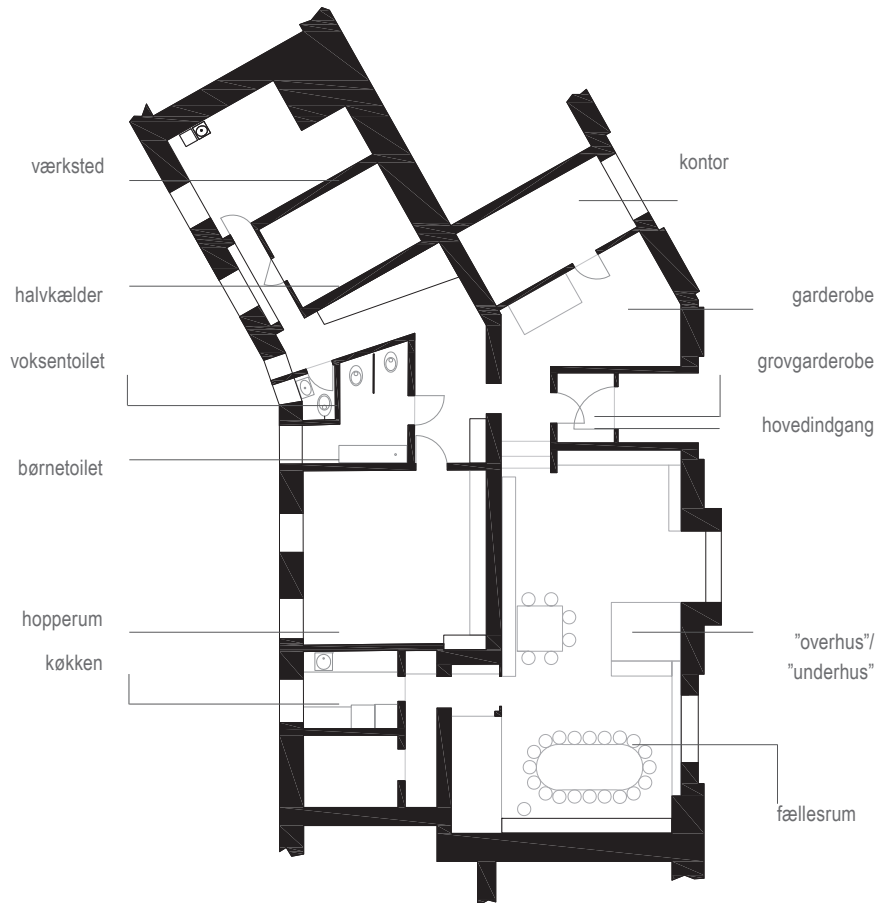 værksted
kontor
halvkælder
garderobe
voksentoilet
grovgarderobe
hovedindgang
børnetoilet
hopperum
køkken
”overhus”/
”underhus”
fællesrum